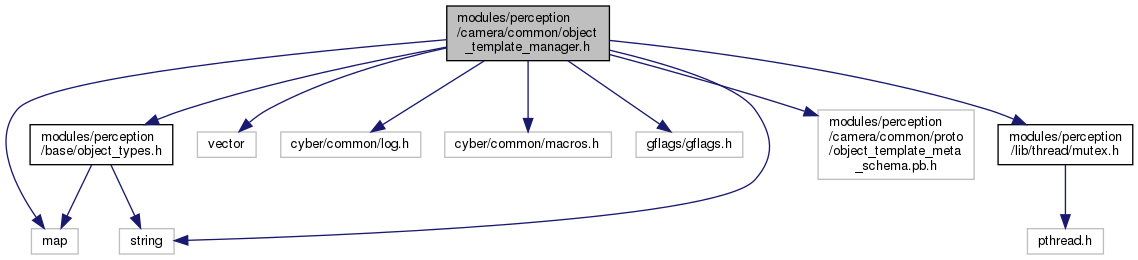 modules/perception
/camera/common/object
_template_manager.h
modules/perception
/base/object_types.h
vector
cyber/common/log.h
cyber/common/macros.h
gflags/gflags.h
modules/perception
/camera/common/proto
/object_template_meta
_schema.pb.h
modules/perception
/lib/thread/mutex.h
map
string
pthread.h